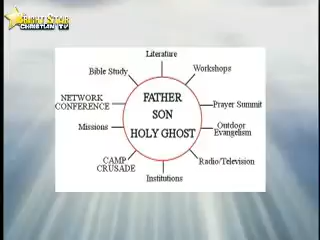 Bright Star
CHRISTIAN TV
Literature
Bible Study
Workshops
NETWORK
CONFERENCE
FATHER
SON
HOLY GHOST
Prayer Summit
Missions
Outdoor
Evangelism
CAMP
CRUSADE
Radio/Television
Institutions